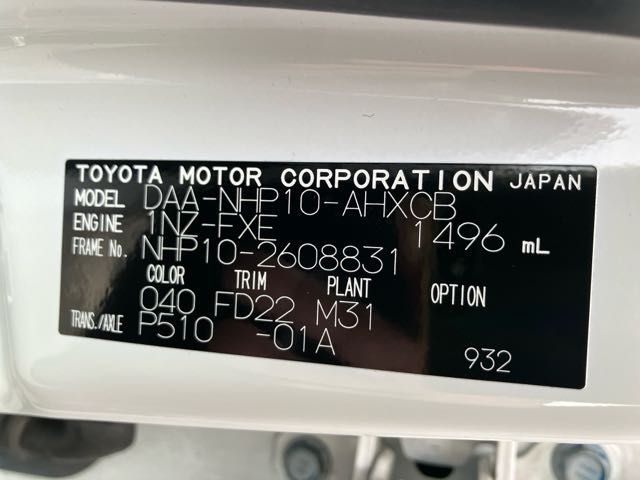 TOYOTA MOTOR CORPORATION JAPAN
MODEL DAA-NHP10-AHXCB
ENGINE 1NZ-FXE 1496 mL
FRAME No. NHP10-2608831
COLOR TRIM PLANT OPTION
040 FD22 M31
TRANS./AXLE P510 -01A
932